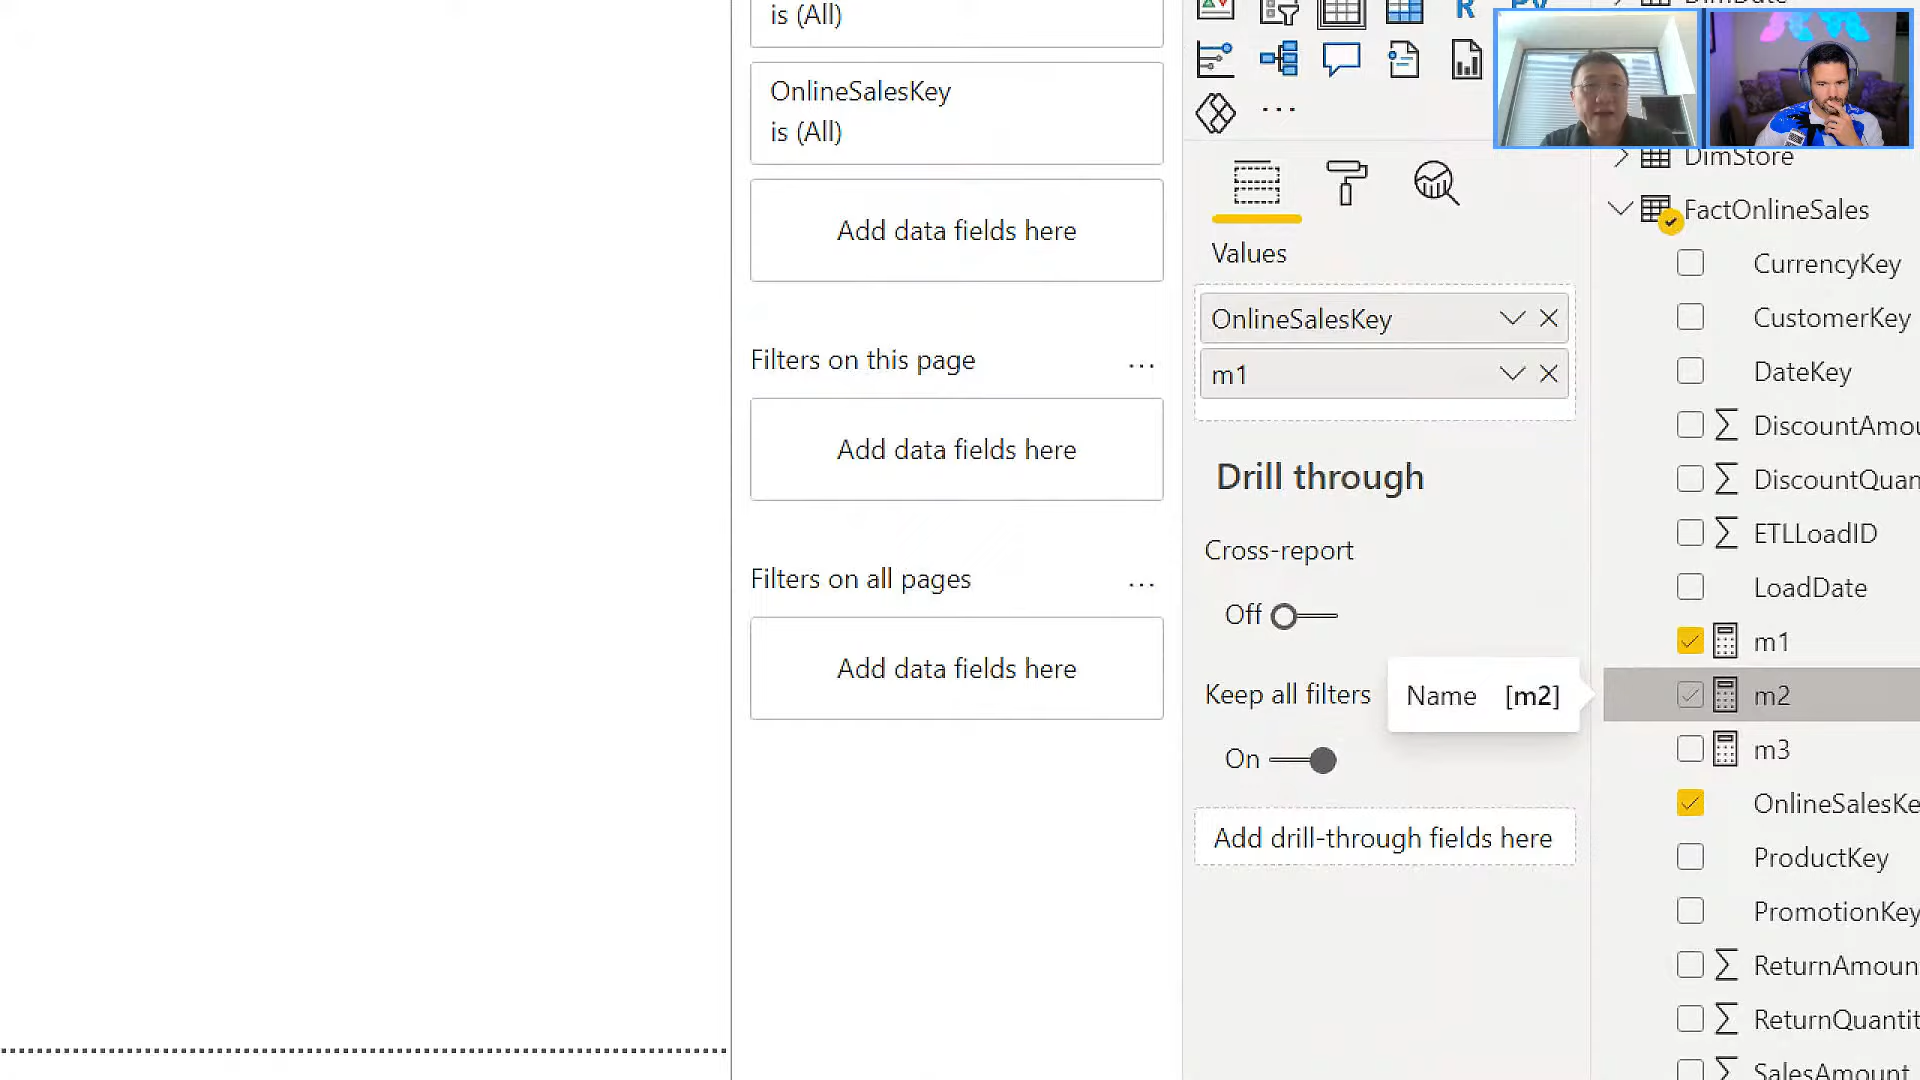 is (All)
OnlineSalesKey
is (All)
Add data fields here
Filters on this page
...
Add data fields here
Filters on all pages
...
Add data fields here
R
...
Values
OnlineSalesKey
m1
Drill through
Cross-report
Off
Keep all filters
On
Add drill-through fields here
Name [m2]
DimStore
FactOnlineSales
CurrencyKey
CustomerKey
DateKey
DiscountAmou
DiscountQuan
ETLLoadID
LoadDate
m1
m2
m3
OnlineSalesKe
ProductKey
PromotionKey
ReturnAmoun
ReturnQuantit
SalesAmount